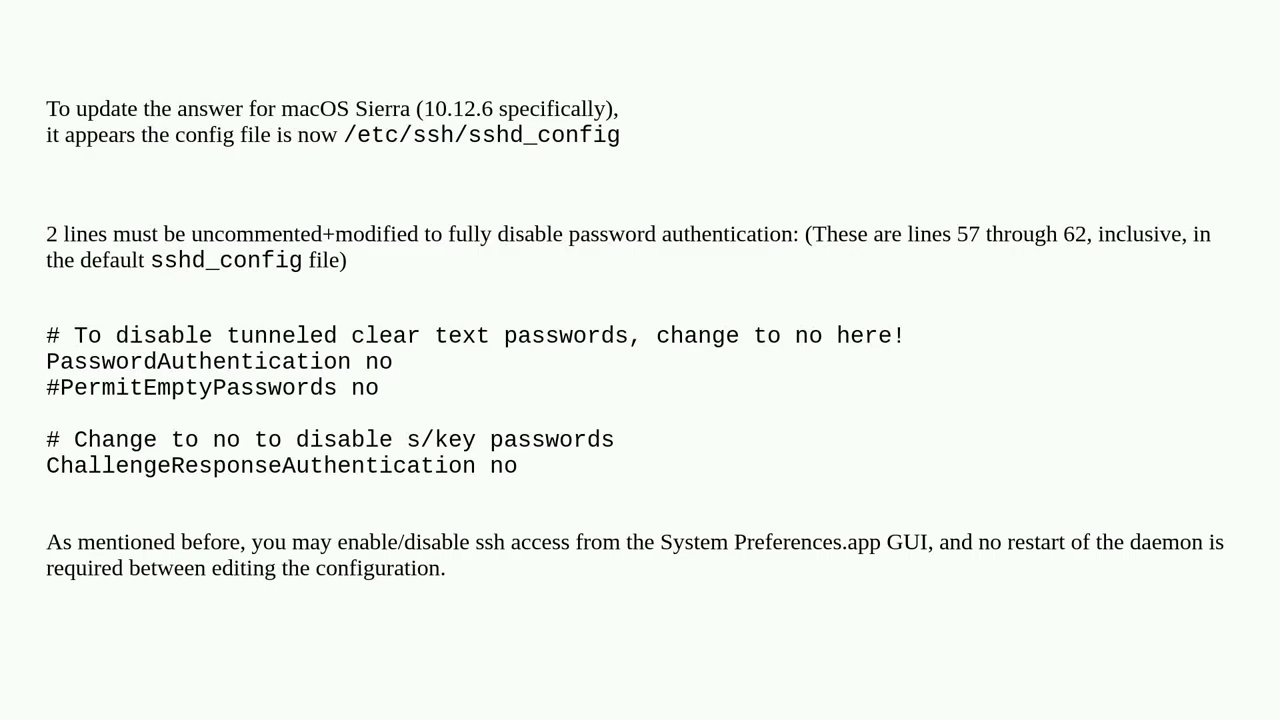 To update the answer for macOS Sierra (10.12.6 specifically),
it appears the config file is now /etc/ssh/sshd_config
2 lines must be uncommented+modified to fully disable password authentication: (These are lines 57 through 62, inclusive, in
the default sshd_config file)
# To disable tunneled clear text passwords, change to no here!
PasswordAuthentication no
#PermitEmptyPasswords no
# Change to no to disable s/key passwords
ChallengeResponseAuthentication no
As mentioned before, you may enable/disable ssh access from the System Preferences.app GUI, and no restart of the daemon is
required between editing the configuration.